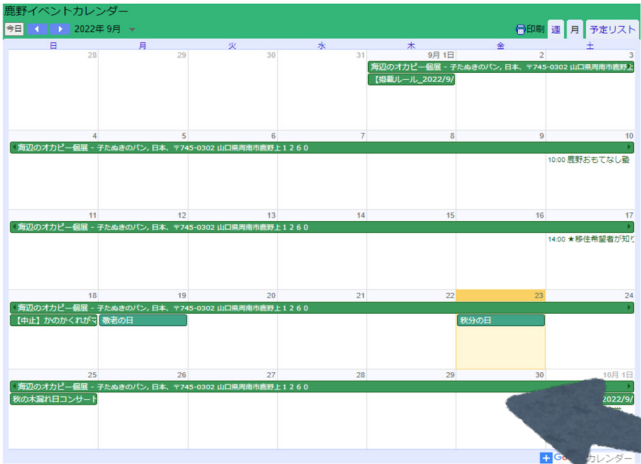 鹿野イベントカレンダー
今日 2022年 9月 印刷 週 月 予定リスト
日 月 火 水 木 金 土
28 29 30 31 9月 1日 2 3
海辺のオカピー個展 - 子たぬきのパン, 日本、〒745-0302 山口県周南市鹿野上
【掲載ルール_2022/9/
4 5 6 7 8 9 10
海辺のオカピー個展 - 子たぬきのパン, 日本、〒745-0302 山口県周南市鹿野上１２６０
10:00 鹿野おもてなし塾
11 12 13 14 15 16 17
海辺のオカピー個展 - 子たぬきのパン, 日本、〒745-0302 山口県周南市鹿野上１２６０
14:00 ★移住希望者が知り
18 19 20 21 22 23 24
海辺のオカピー個展 - 子たぬきのパン, 日本、〒745-0302 山口県周南市鹿野上１２６０
【中止】かのかくれがマ 敬老の日 秋分の日
25 26 27 28 29 30 10月 1日
海辺のオカピー個展 - 子たぬきのパン, 日本、〒745-0302 山口県周南市鹿野上１２６０
秋の木漏れ日コンサート 2022/9/
カレンダー